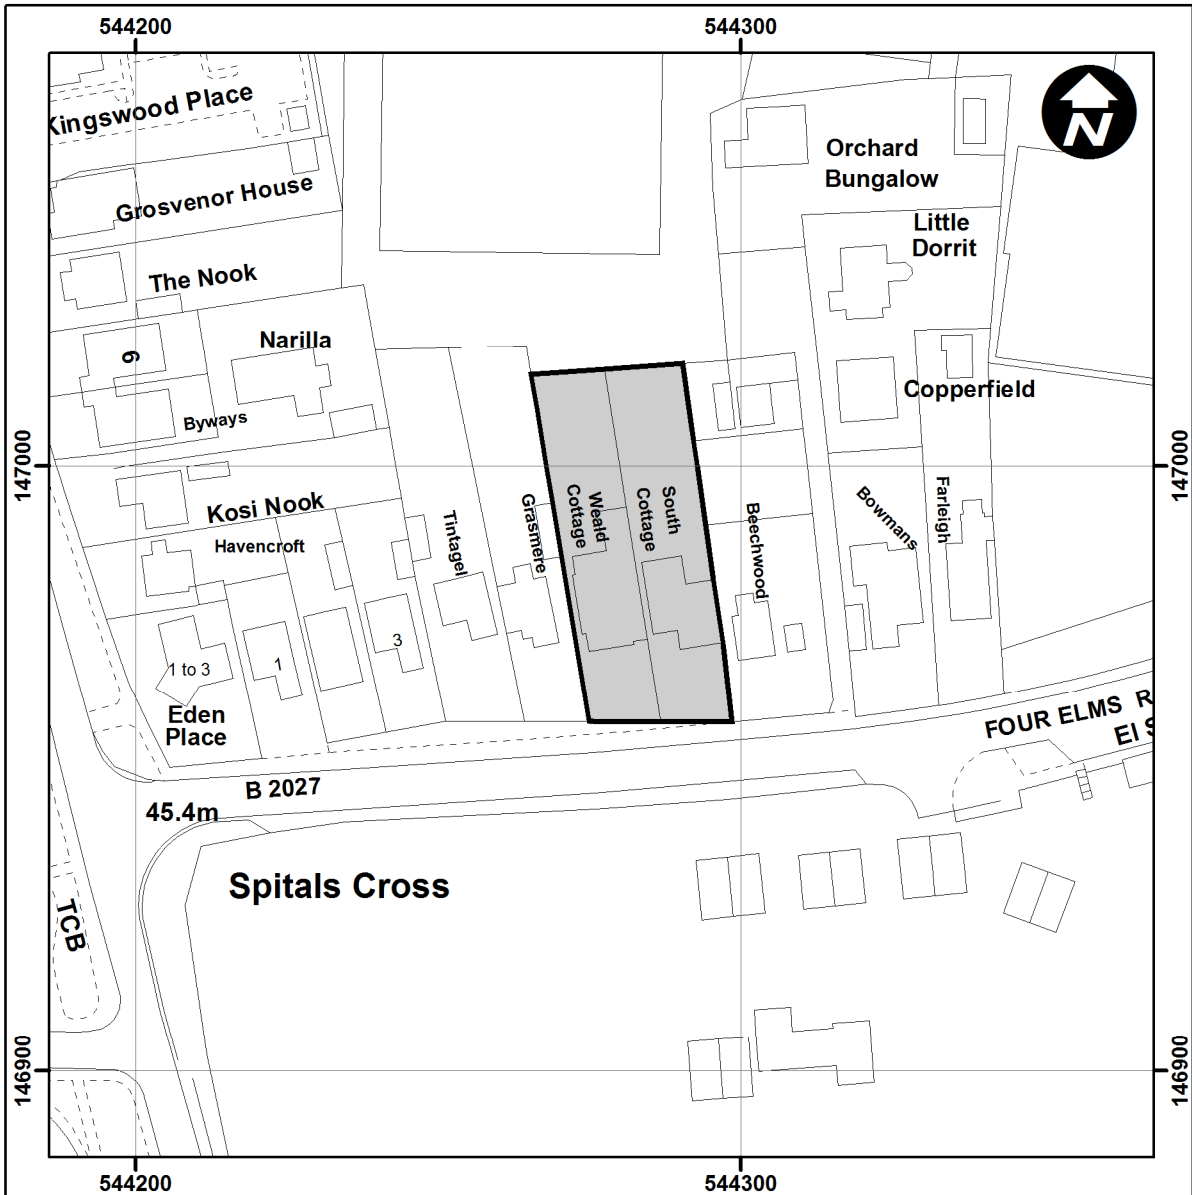 544200
544300
Kingswood Place
N
Orchard
Bungalow
Grosvenor House
Little
Dorrit
The Nook
Narilla
6
Copperfield
Byways
147000
147000
Kosi Nook
Havencroft
Tintagel
Grasmere
Weald
Cottage
South
Cottage
Beechwood
Bowmans
Farleigh
1 to 3
1
3
Eden
Place
FOUR ELMS R
El S
B 2027
45.4m
Spitals Cross
TCB
146900
146900
544200
544300